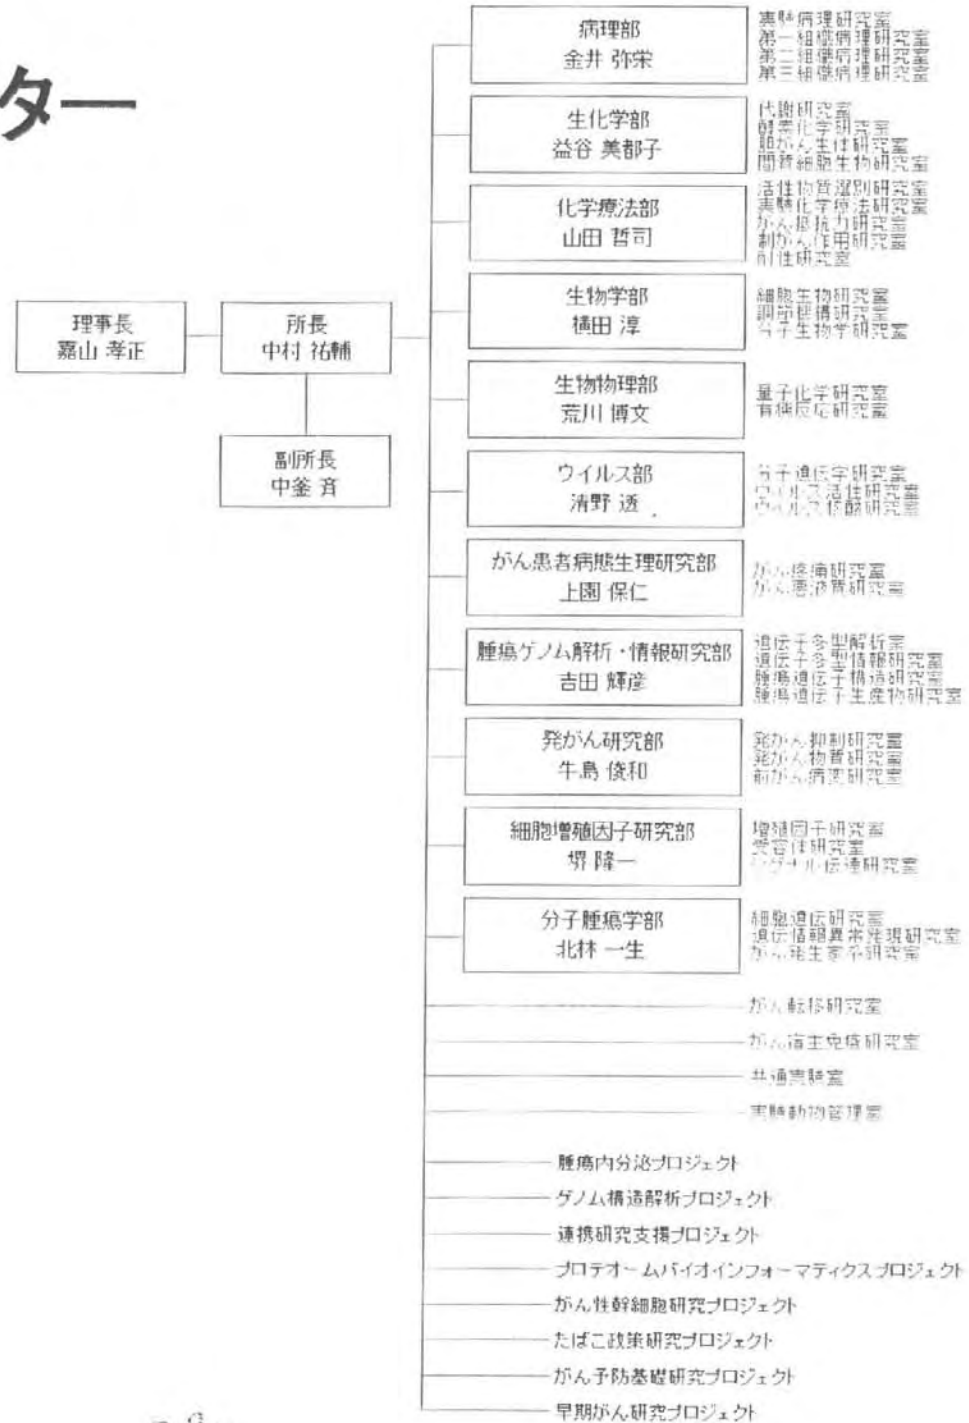 ター
理事長
嘉山 孝正
所長
中村 祐輔
副所長
中釜 斉
病理部
金井 弥栄
実験病理研究室
第一組織病理研究室
第二組織病理研究室
第三組織病理研究室
生化学部
益谷 美都子
代謝研究室
酵素化学研究室
担がん生体研究室
間質細胞生物研究室
化学療法部
山田 哲司
活性物質選別研究室
実験化学療法研究室
がん抵抗力研究室
制がん作用研究室
耐性研究室
生物学部
横田 淳
細胞生物研究室
調節機構研究室
分子生物学研究室
生物物理部
荒川 博文
量子化学研究室
有機反応研究室
ウイルス部
清野 透
分子遺伝学研究室
ウイルス活性研究室
ウイルス核酸研究室
がん患者病態生理研究部
上園 保仁
がん疼痛研究室
がん悪液質研究室
腫瘍ゲノム解析・情報研究部
吉田 輝彦
遺伝子多型解析室
遺伝子多型情報研究室
腫瘍遺伝子構造研究室
腫瘍遺伝子生産物研究室
発がん研究部
牛島 俊和
発がん抑制研究室
発がん物質研究室
前がん病変研究室
細胞増殖因子研究部
堺 隆一
増殖因子研究室
受容体研究室
シグナル伝達研究室
分子腫瘍学部
北林 一生
細胞遺伝研究室
遺伝情報異常発現研究室
がん発生家系研究室
がん転移研究室
がん宿主免疫研究室
共通実験室
実験動物管理室
腫瘍内分泌プロジェクト
ゲノム構造解析プロジェクト
連携研究支援プロジェクト
プロテオームバイオインフォーマティクスプロジェクト
がん性幹細胞研究プロジェクト
たばこ政策研究プロジェクト
がん予防基礎研究プロジェクト
早期がん研究プロジェクト